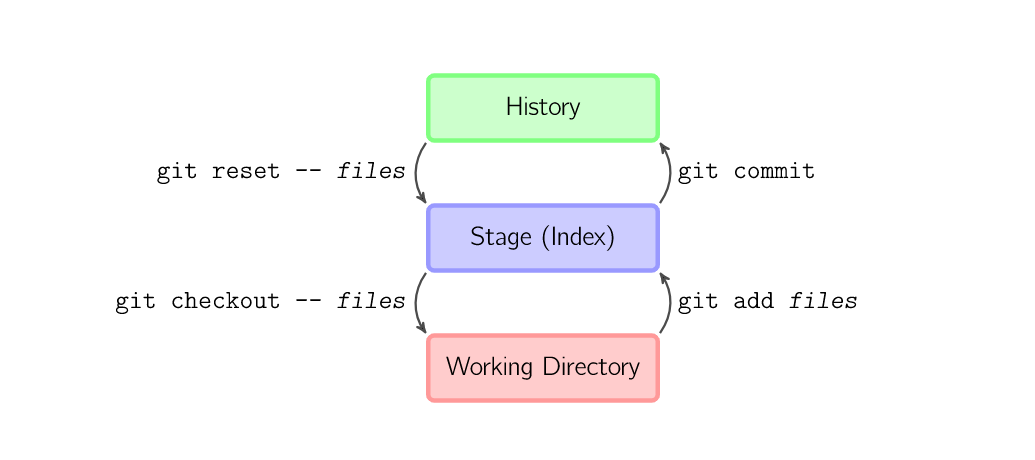 History
git reset -- files
git commit
Stage (Index)
git checkout -- files
git add files
Working Directory